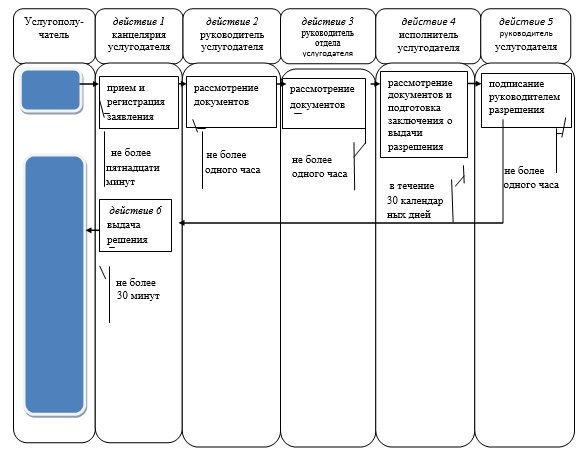 Услугополу-
чатель
действие 1
канцелярия
услугодателя
действие 2
руководитель
услугодателя
действие 3
руководитель
отдела
услугодателя
действие 4
исполнитель
услугодателя
действие 5
руководитель
услугодателя
прием и
регистрация
заявления
рассмотрение
документов
рассмотрение
документов
рассмотрение
документов и
подготовка
заключения о
выдачи
разрешения
подписание
руководителем
разрешения
не более
пятнадцати
минут
не более
одного часа
не более
одного часа
в течение
30 календар
ных дней
не более
одного часа
действие 6
выдача
решения
не более
30 минут